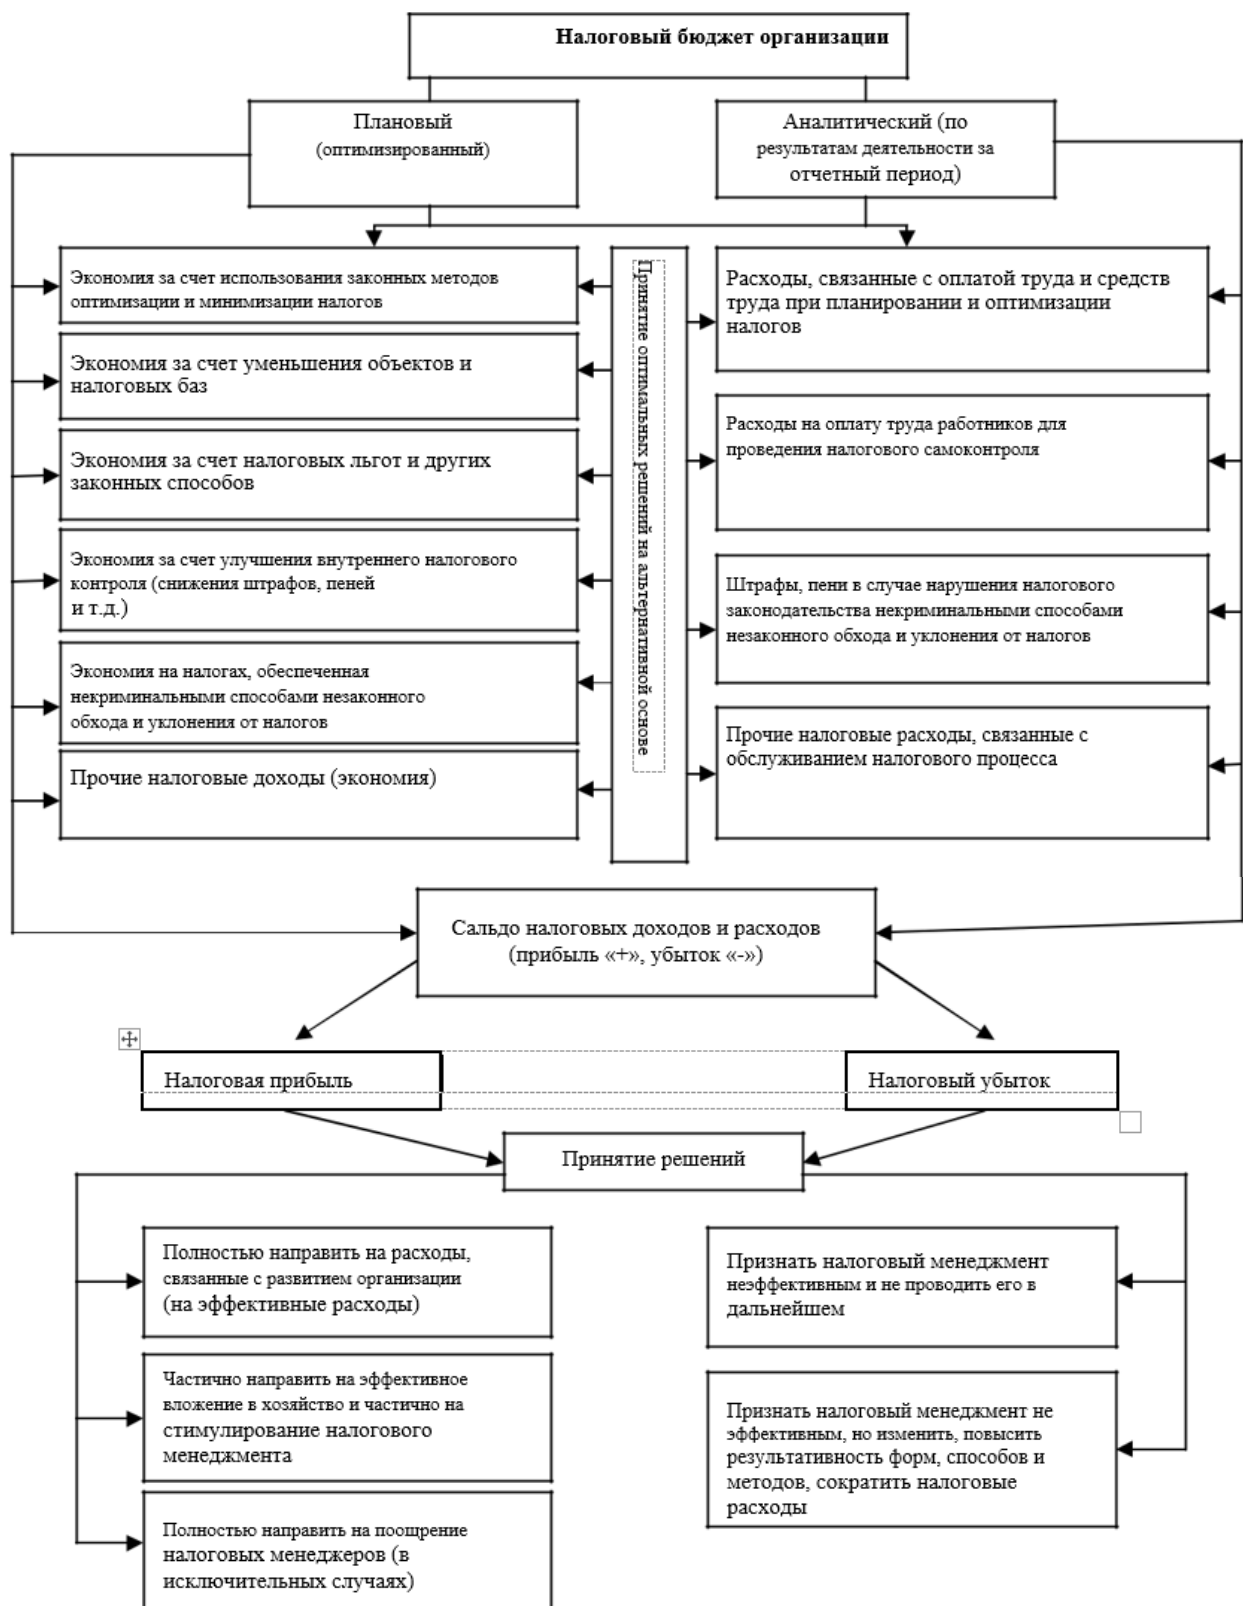 Налоговый бюджет организации
Плановый
(оптимизированный)
Аналитический (по
результатам деятельности за
отчетный период)
Экономия за счет использования законных методов
оптимизации и минимизации налогов
Экономия за счет уменьшения объектов и
налоговых баз
Экономия за счет налоговых льгот и других
законных способов
Экономия за счет улучшения внутреннего налогового
контроля (снижения штрафов, пеней
и т.д.)
Экономия на налогах, обеспеченная
некриминальными способами незаконного
обхода и уклонения от налогов
Прочие налоговые доходы (экономия)
Принятие оптимальных решений на альтернативной основе
Расходы, связанные с оплатой труда и средств
труда при планировании и оптимизации
налогов
Расходы на оплату труда работников для
проведения налогового самоконтроля
Штрафы, пени в случае нарушения налогового
законодательства некриминальными способами
незаконного обхода и уклонения от налогов
Прочие налоговые расходы, связанные с
обслуживанием налогового процесса
Сальдо налоговых доходов и расходов
(прибыль «+», убыток «-»)
Налоговая прибыль
Налоговый убыток
Принятие решений
Полностью направить на расходы,
связанные с развитием организации
(на эффективные расходы)
Частично направить на эффективное
вложение в хозяйство и частично на
стимулирование налогового
менеджмента
Полностью направить на поощрение
налоговых менеджеров (в
исключительных случаях)
Признать налоговый менеджмент
неэффективным и не проводить его в
дальнейшем
Признать налоговый менеджмент не
эффективным, но изменить, повысить
результативность форм, способов и
методов, сократить налоговые
расходы